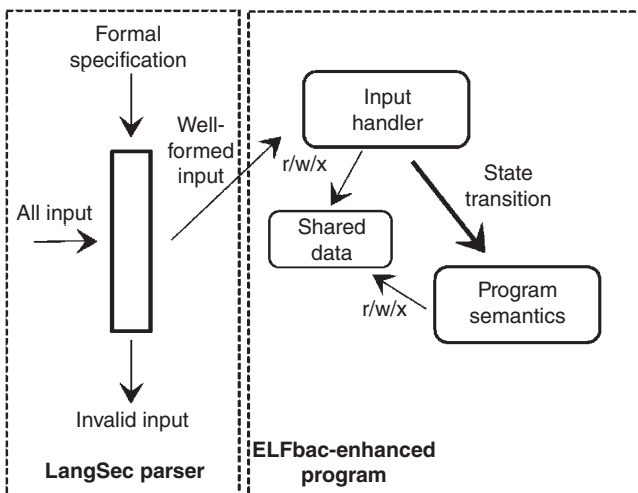 Formal
specification
Well-
formed
input
All input
Invalid input
LangSec parser
Input
handler
r/w/x
State
transition
Shared
data
r/w/x
Program
semantics
ELFbac-enhanced
program